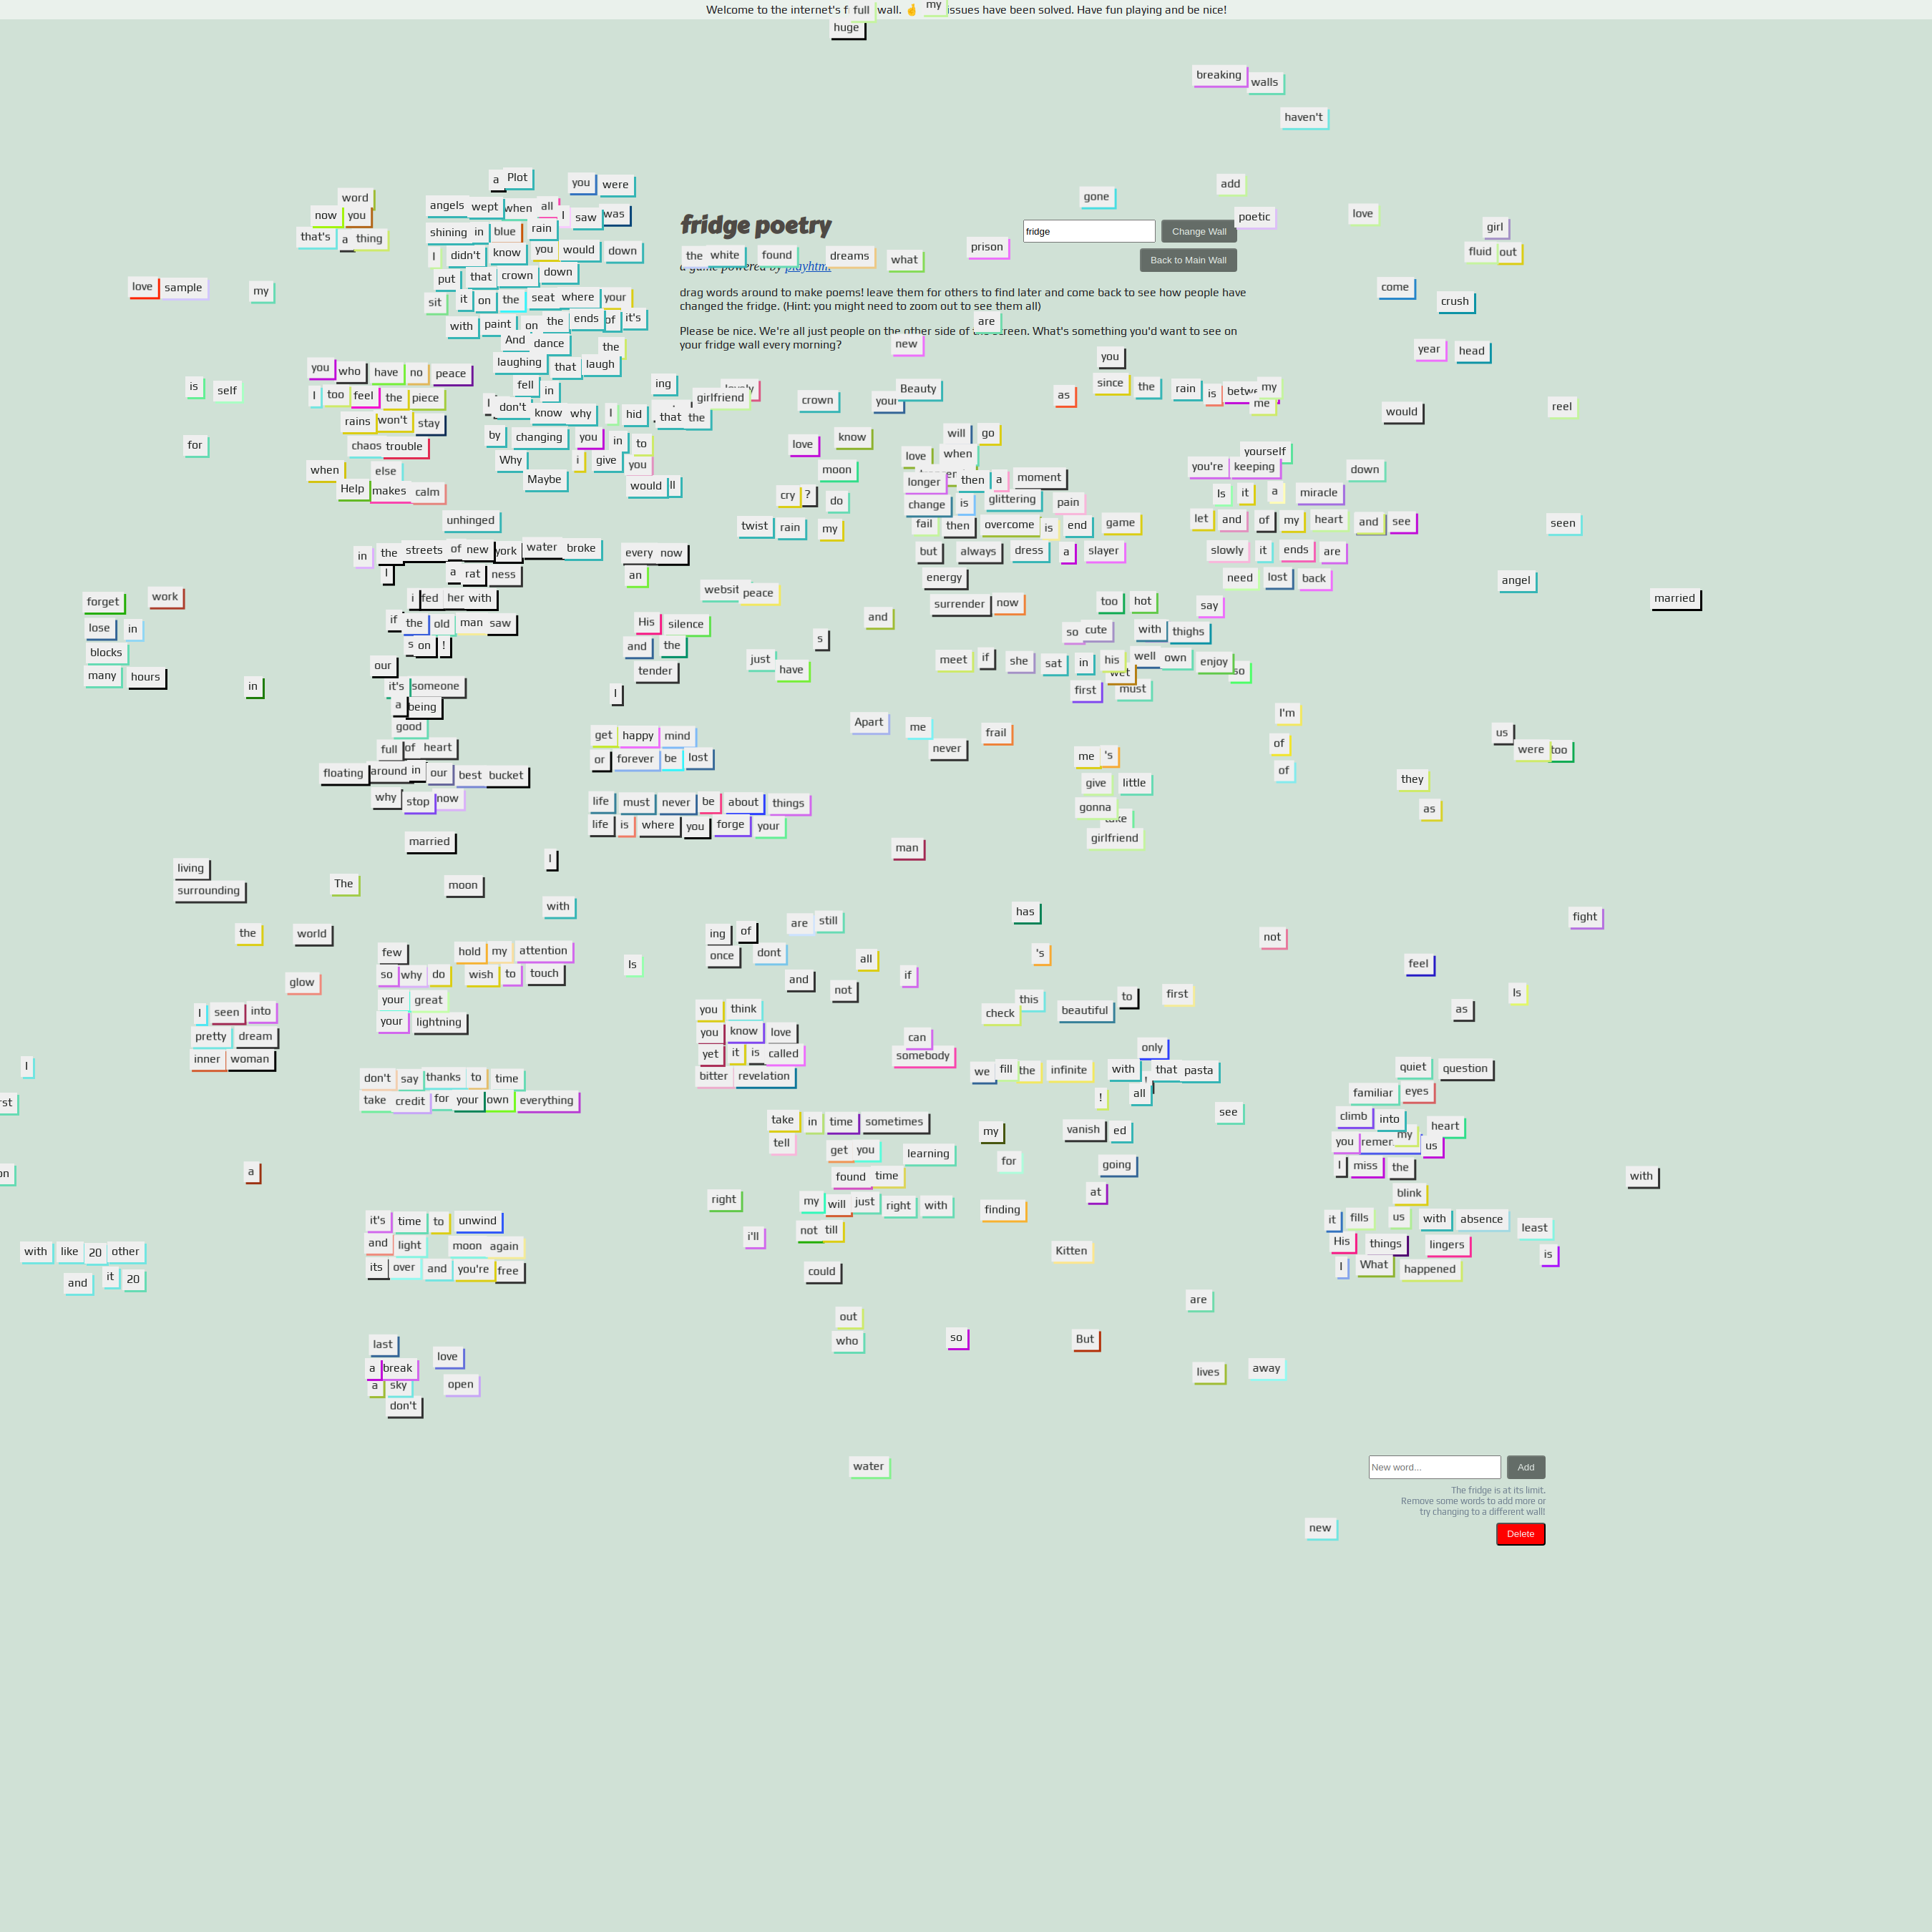 Welcome to the internet's f full wall. 🤞 my issues have been solved. Have fun playing and be nice!
huge
breaking walls
haven't
a Plot you were
word
now you
that's a thing
angels wept when all I saw was
shining in blue rain
I didn't know you would down
put that crown down
sit it on the seat where your
with paint on the ends of it's
And dance the
laughing that laugh
fell in ing
I don't know why I hid . that the
by changing you in to
Why i give you
Maybe would ll
gone add
poetic love
girl
fluid out
fridge poetry
fridge
Change Wall
Back to Main Wall
the white found dreams what prison
a game powered by playhtml
drag words around to make poems! leave them for others to find later and come back to see how people have
changed the fridge. (Hint: you might need to zoom out to see them all)
are
Please be nice. We're all just people on the other side of the screen. What's something you'd want to see on
your fridge wall every morning?
new
love sample my
come crush
year head
is self
for
you who have no peace
I too feel the piece
rains won't stay
chaos trouble
when else
Help makes calm
lovely
girlfriend
crown your Beauty
as
you
since the rain is between my
me
would reel
love know
moon
cry ? do
twist rain my
will go
love when
longer then a moment
change is glittering pain
fail then overcome is end game
but always dress a slayer
energy
surrender now
yourself
you're keeping down
Is it a miracle
let and of my heart and see
slowly it ends are
need lost back
seen
angel
married
unhinged
in the streets of new york water broke
I a rat ness
i fed her with
if the old man saw
s on !
our
it's someone
a being
good
full of heart
floating around in our best bucket
why stop now
married
every now
an
website peace
His silence
and the
tender
I
and
s
just have
forget work
lose in
blocks
many hours
in
too hot say
so cute with thighs
meet if she sat in his well own enjoy so
wet
first must
get happy mind
or forever be lost
life must never be about things
life is where you forge your
Apart me
never frail
me 's
give little
gonna
take
girlfriend
I'm
of
of
us
were too
they
as
man
I
living
surrounding
The moon
with
the world
glow
few hold my attention
so why do wish to touch
your great
your lightning
Is
ing of
once dont
are still
and not
all
if
has
's
not
fight
feel
as Is
I seen into
pretty dream
inner woman
you think
you know love
yet it is called
bitter revelation
this
check beautiful to first
can
somebody
we fill the infinite with that pasta
only
! all !
vanish ed
see
I
rst
on
a
don't say thanks to time
take credit for your own everything
quiet question
familiar eyes
climb into
you remember my us heart
I miss the
blink
it fills us with absence least
His things lingers is
I What happened
with
take in time sometimes
tell
get you learning
found time
my will just right with
not till
right
i'll
could
my
for
finding
going
at
Kitten
it's time to unwind
and light moon again
its over and you're free
with like 20 other
and it 20
are
out
who
so
But
lives away
last
a break love
a sky open
don't
water
New word...
Add
The fridge is at its limit.
Remove some words to add more or
try changing to a different wall!
new
Delete